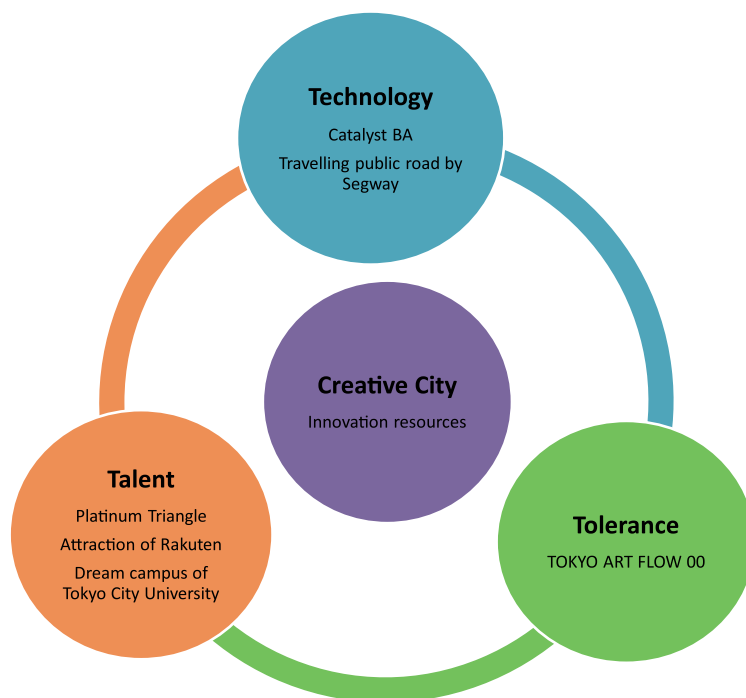 Technology
Catalyst BA
Travelling public road by
Segway
Creative City
Innovation resources
Talent
Platinum Triangle
Attraction of Rakuten
Dream campus of
Tokyo City University
Tolerance
TOKYO ART FLOW 00